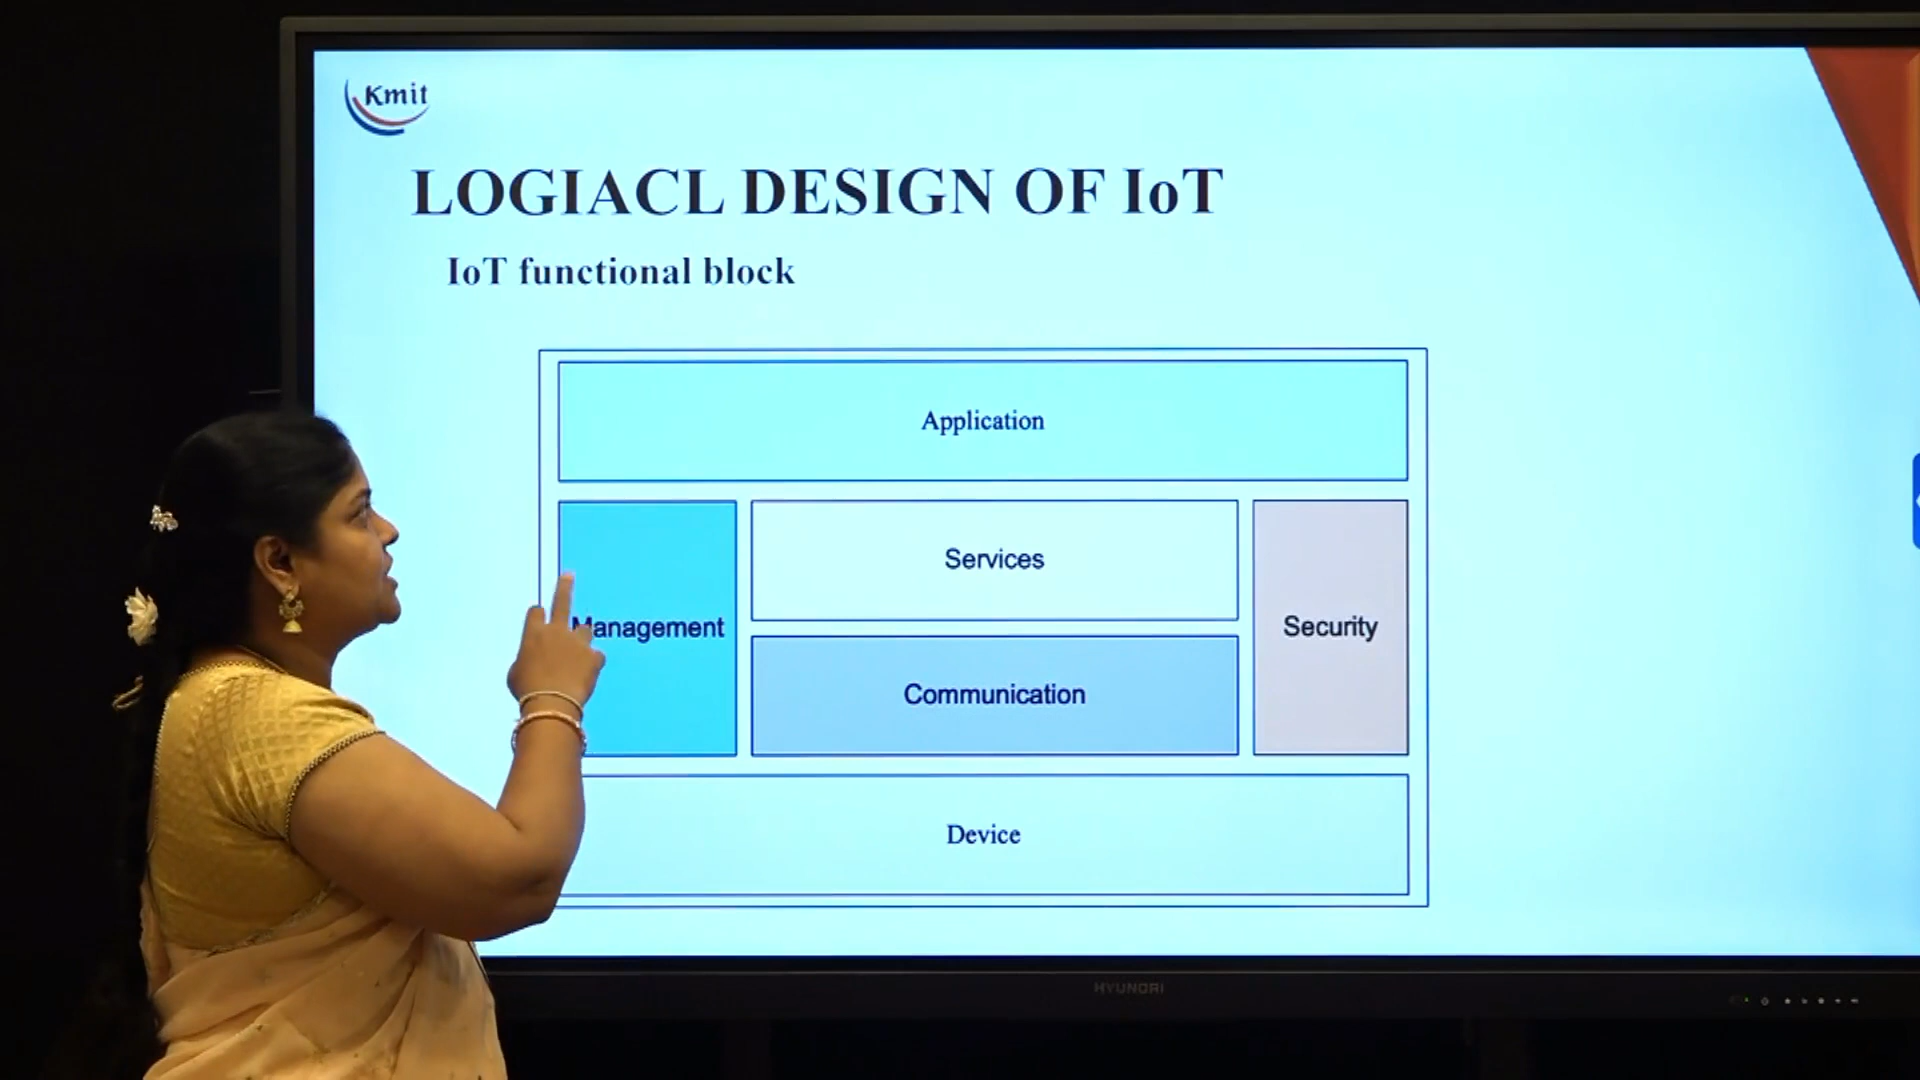 Kmit
LOGIACL DESIGN OF IoT
IoT functional block
Application
Services
Management
Security
Communication
Device
HYUNDAI